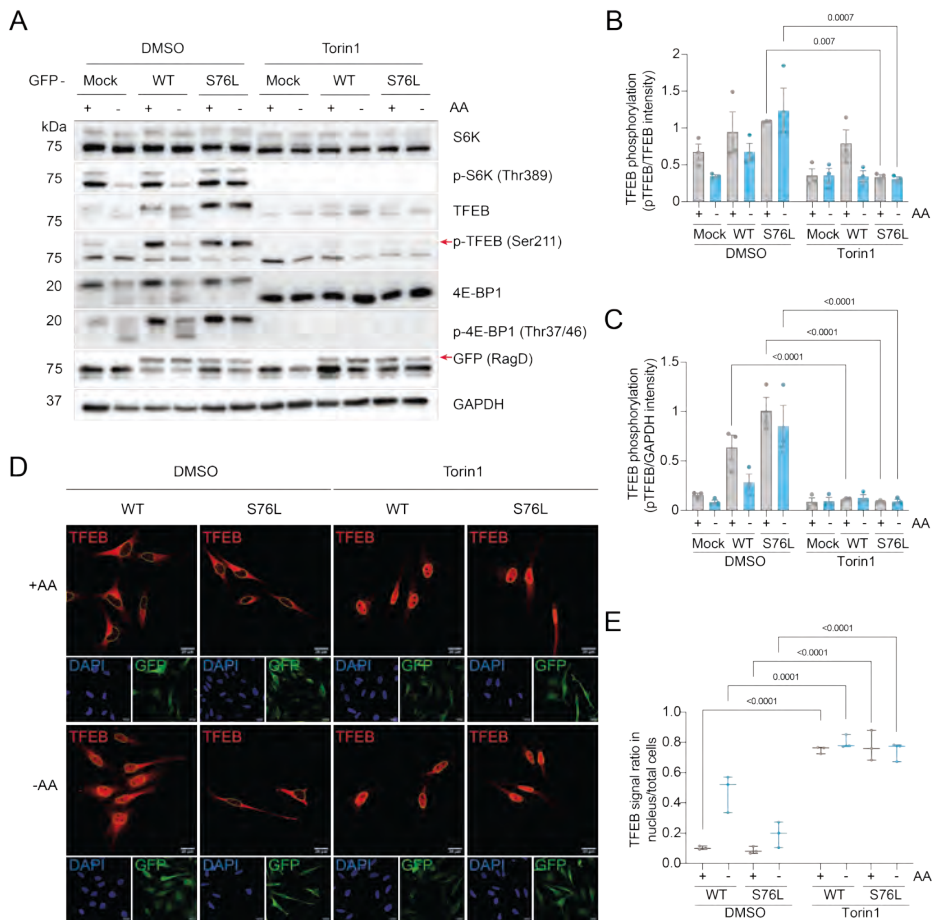 A
DMSO
Torin1
GFP - Mock WT S76L Mock WT S76L
+ - + - + - + - + - + - AA
kDa
75 S6K
75 p-S6K (Thr389)
75 TFEB
75 p-TFEB (Ser211)
20 4E-BP1
20 p-4E-BP1 (Thr37/46)
75 GFP (RagD)
37 GAPDH
B
0.0007
0.007
TFEB phosphorylation
(pTFEB/TFEB intensity)
2
1.5
1
0.5
0
+ - + - + - + - + - + - AA
Mock WT S76L Mock WT S76L
DMSO Torin1
C
<0.0001
<0.0001
<0.0001
TFEB phosphorylation
(pTFEB/GAPDH intensity)
1.5
1
0.5
0
+ - + - + - + - + - + - AA
Mock WT S76L Mock WT S76L
DMSO Torin1
D
DMSO Torin1
WT S76L WT S76L
+AA
TFEB TFEB TFEB TFEB
DAPI GFP DAPI GFP DAPI GFP DAPI GFP
-AA
TFEB TFEB TFEB TFEB
DAPI GFP DAPI GFP DAPI GFP DAPI GFP
E
<0.0001
<0.0001
0.0001
<0.0001
TFEB signal ratio in
nucleus/total cells
1.0
0.8
0.6
0.4
0.2
0.0
+ - + - + - + - AA
WT S76L WT S76L
DMSO Torin1